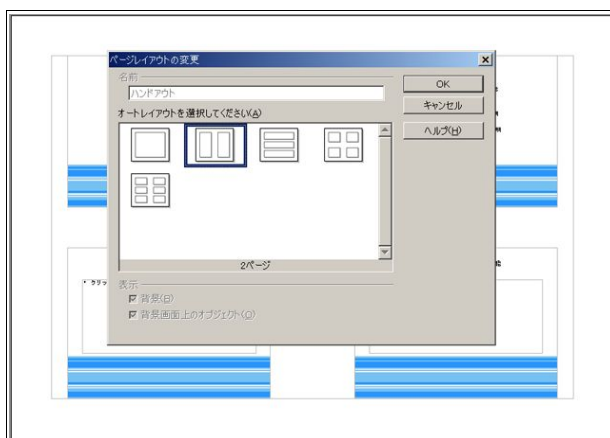 ページレイアウトの変更
名前
ハンドアウト
オートレイアウトを選択してください(A)
2ページ
表示
背景(B)
背景画面上のオブジェクト(O)
OK
キャンセル
ヘルプ(H)